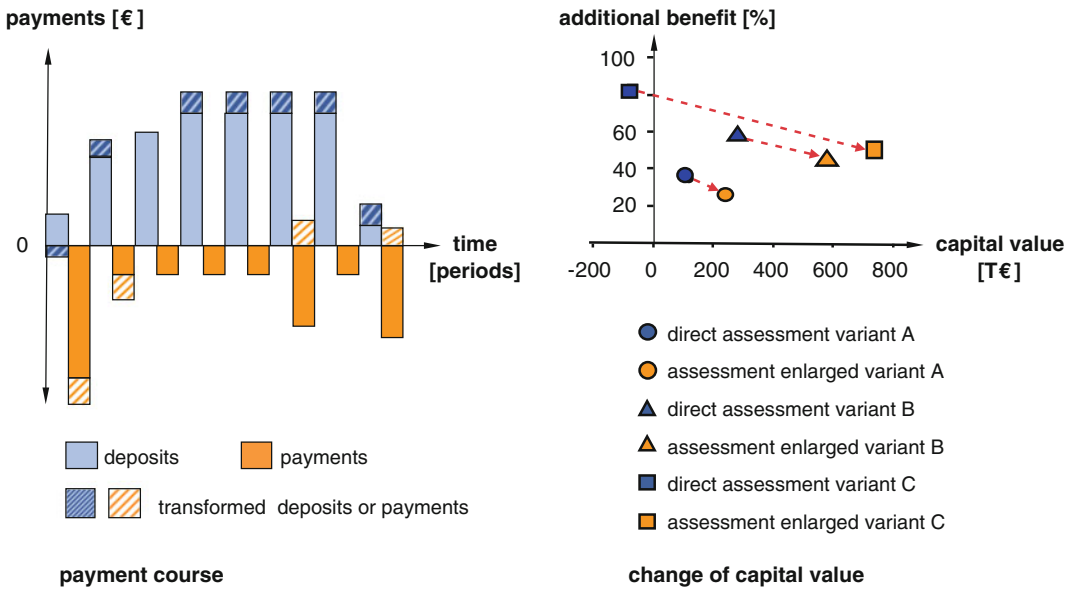 payments [€]
0
time
[periods]
deposits
payments
transformed deposits or payments
payment course
additional benefit [%]
100
60
40
20
-200 0 200 400 600 800
capital value
[T€]
direct assessment variant A
assessment enlarged variant A
direct assessment variant B
assessment enlarged variant B
direct assessment variant C
assessment enlarged variant C
change of capital value